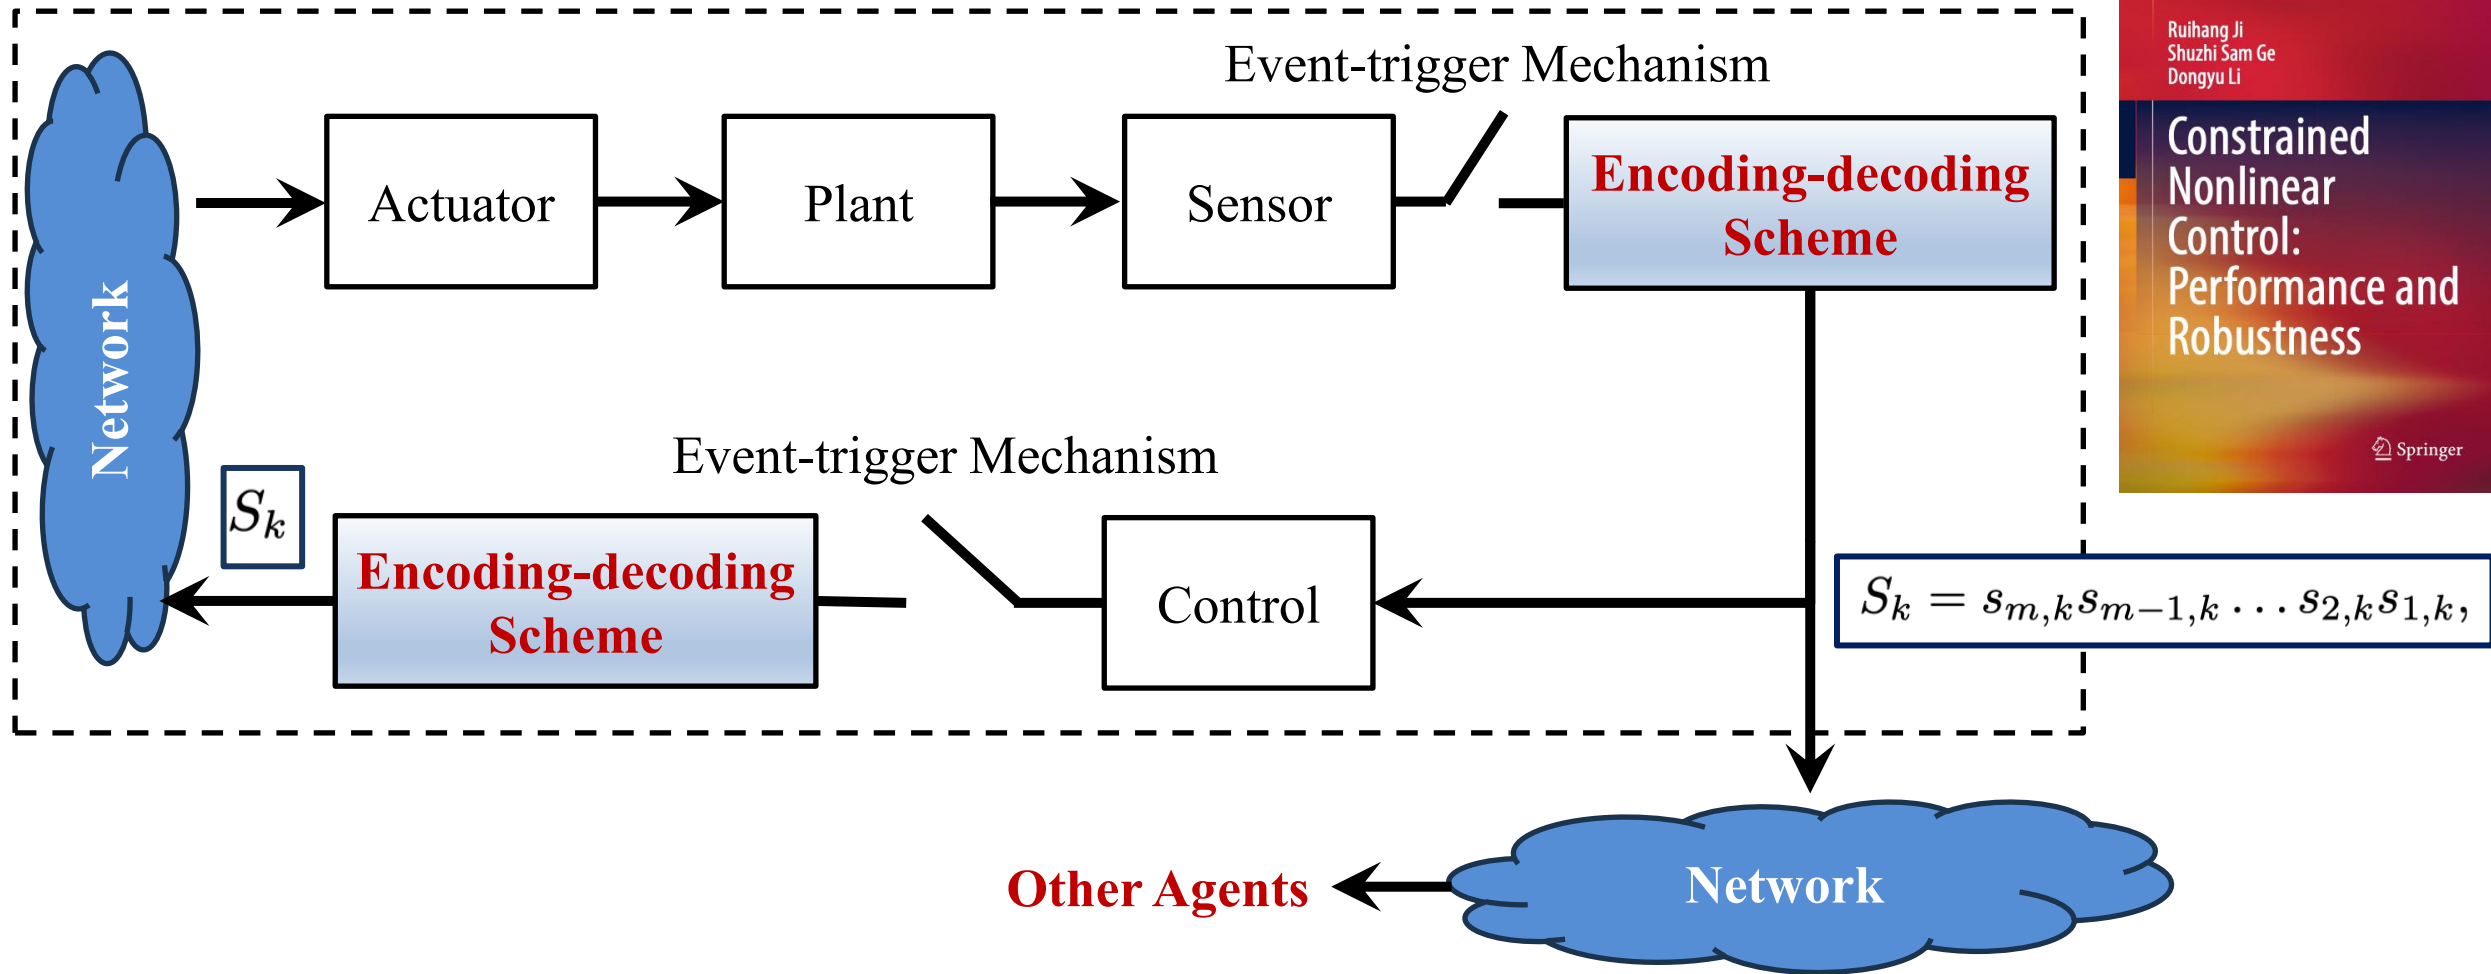 Event-trigger Mechanism
Actuator
Plant
Sensor
Encoding-decoding
Scheme
Network
Event-trigger Mechanism
S_k
Encoding-decoding
Scheme
Control
S_k = s_{m,k}s_{m-1,k} ... s_{2,k}s_{1,k},
Other Agents
Network
Ruihang Ji
Shuzhi Sam Ge
Dongyu Li
Constrained
Nonlinear
Control:
Performance and
Robustness
Springer